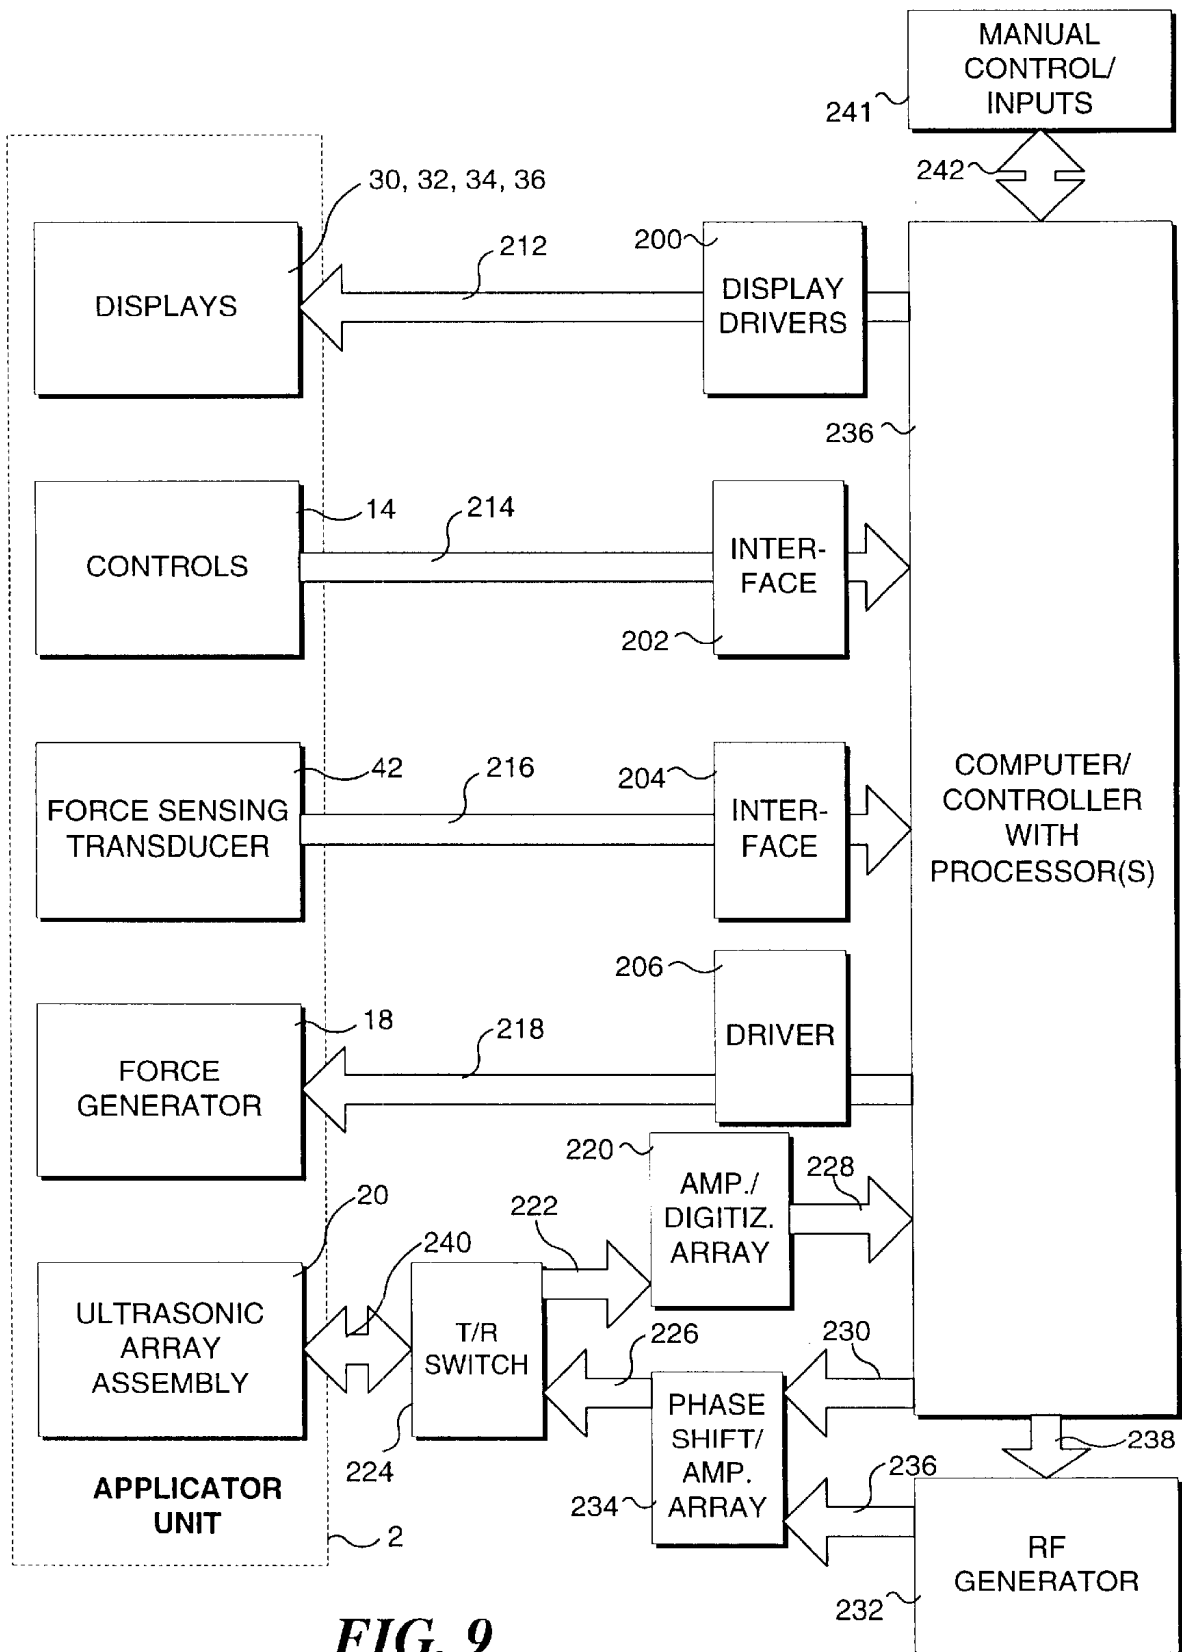 MANUAL
CONTROL/
INPUTS
241
242
30, 32, 34, 36
212
200
DISPLAYS
DISPLAY
DRIVERS
236
14
214
CONTROLS
INTER-
FACE
202
42
216
204
FORCE SENSING
TRANSDUCER
INTER-
FACE
COMPUTER/
CONTROLLER
WITH
PROCESSOR(S)
206
18
218
DRIVER
FORCE
GENERATOR
220
228
AMP./
DIGITIZ.
ARRAY
20
222
240
ULTRASONIC
ARRAY
ASSEMBLY
T/R
SWITCH
226
230
PHASE
SHIFT/
AMP.
ARRAY
224
234
236
238
APPLICATOR
UNIT
2
RF
GENERATOR
232
FIG. 9